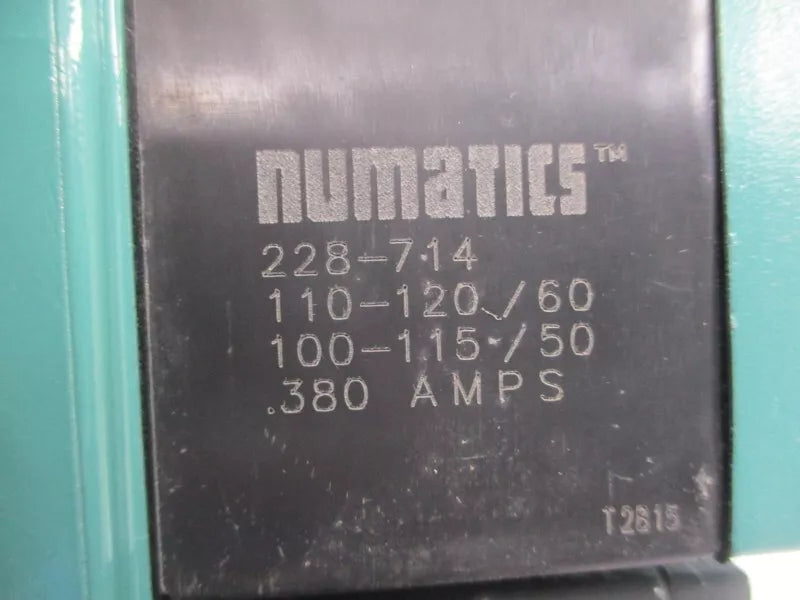 numatics™
228-714
110-120/60
100-115/50
.380 AMPS
T2815